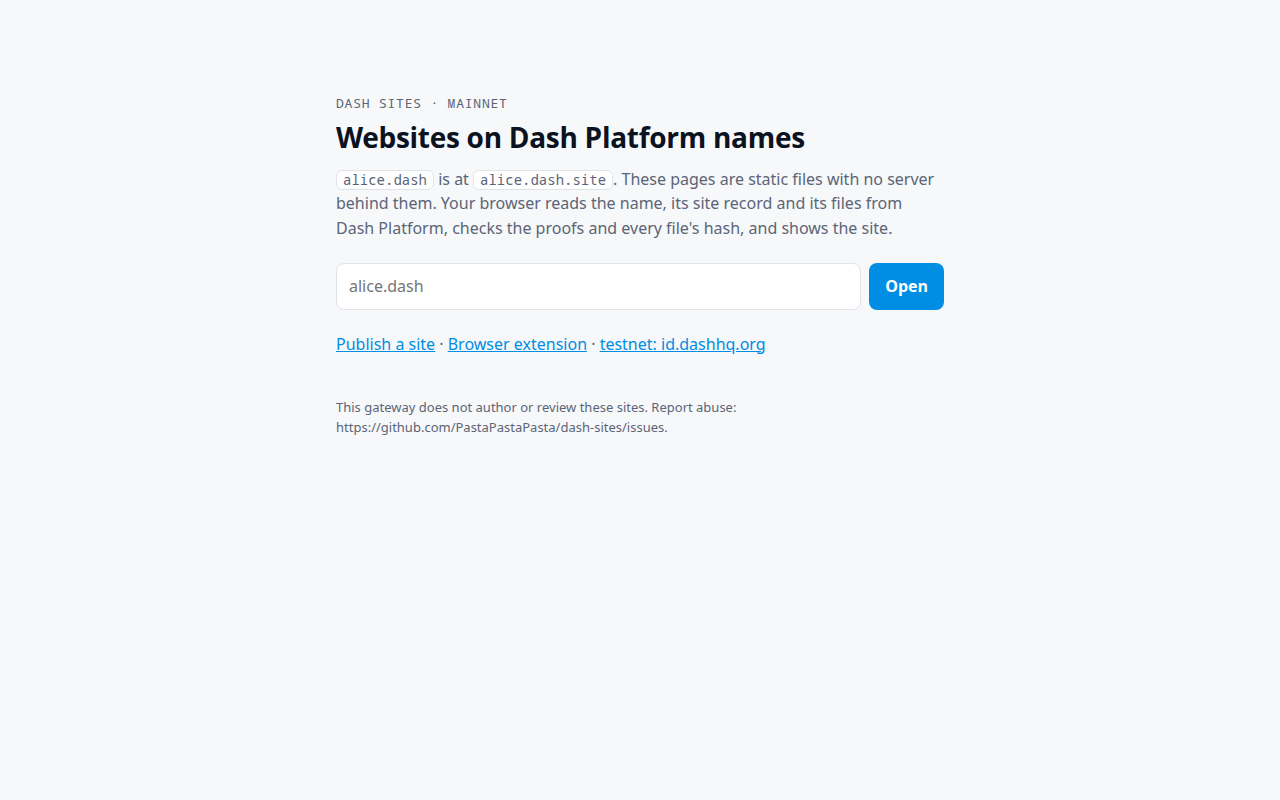 DASH SITES · MAINNET
Websites on Dash Platform names
alice.dash is at alice.dash.site. These pages are static files with no server
behind them. Your browser reads the name, its site record and its files from
Dash Platform, checks the proofs and every file's hash, and shows the site.
alice.dash Open
Publish a site · Browser extension · testnet: id.dashhq.org
This gateway does not author or review these sites. Report abuse:
https://github.com/PastaPastaPasta/dash-sites/issues.